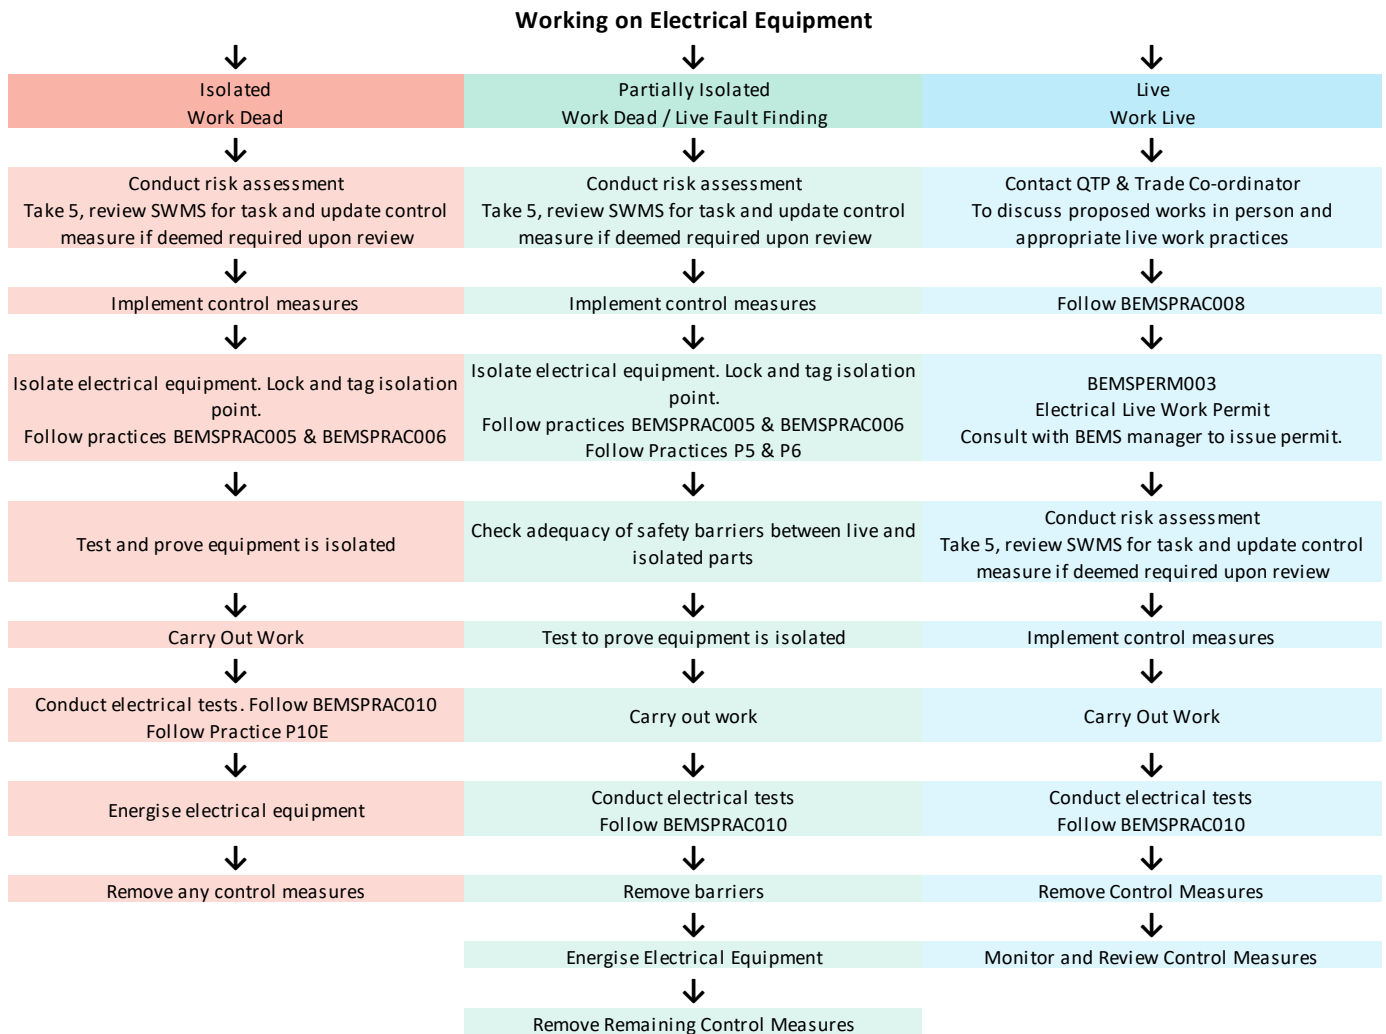 Working on Electrical Equipment
Isolated
Work Dead
Partially Isolated
Work Dead / Live Fault Finding
Live
Work Live
Conduct risk assessment
Take 5, review SWMS for task and update control
measure if deemed required upon review
Conduct risk assessment
Take 5, review SWMS for task and update control
measure if deemed required upon review
Contact QTP & Trade Co-ordinator
To discuss proposed works in person and
appropriate live work practices
Implement control measures
Implement control measures
Follow BEMSPRAC008
Isolate electrical equipment. Lock and tag isolation
point.
Follow practices BEMSPRAC005 & BEMSPRAC006
Isolate electrical equipment. Lock and tag isolation
point.
Follow practices BEMSPRAC005 & BEMSPRAC006
Follow Practices P5 & P6
BEMSPERM003
Electrical Live Work Permit
Consult with BEMS manager to issue permit.
Test and prove equipment is isolated
Check adequacy of safety barriers between live and
isolated parts
Conduct risk assessment
Take 5, review SWMS for task and update control
measure if deemed required upon review
Carry Out Work
Test to prove equipment is isolated
Implement control measures
Conduct electrical tests. Follow BEMSPRAC010
Follow Practice P10E
Carry out work
Carry Out Work
Energise electrical equipment
Conduct electrical tests
Follow BEMSPRAC010
Conduct electrical tests
Follow BEMSPRAC010
Remove any control measures
Remove barriers
Remove Control Measures
Energise Electrical Equipment
Monitor and Review Control Measures
Remove Remaining Control Measures